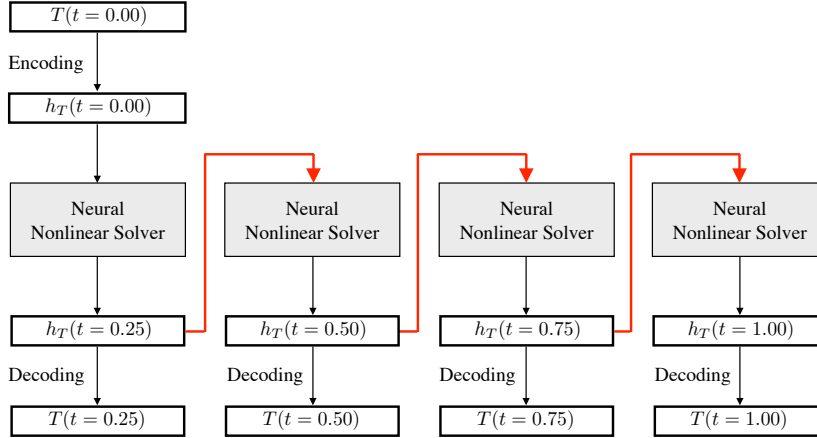 T(t = 0.00)
Encoding
h_T(t = 0.00)
Neural
Nonlinear Solver
Neural
Nonlinear Solver
Neural
Nonlinear Solver
Neural
Nonlinear Solver
h_T(t = 0.25)
h_T(t = 0.50)
h_T(t = 0.75)
h_T(t = 1.00)
Decoding
Decoding
Decoding
Decoding
T(t = 0.25)
T(t = 0.50)
T(t = 0.75)
T(t = 1.00)